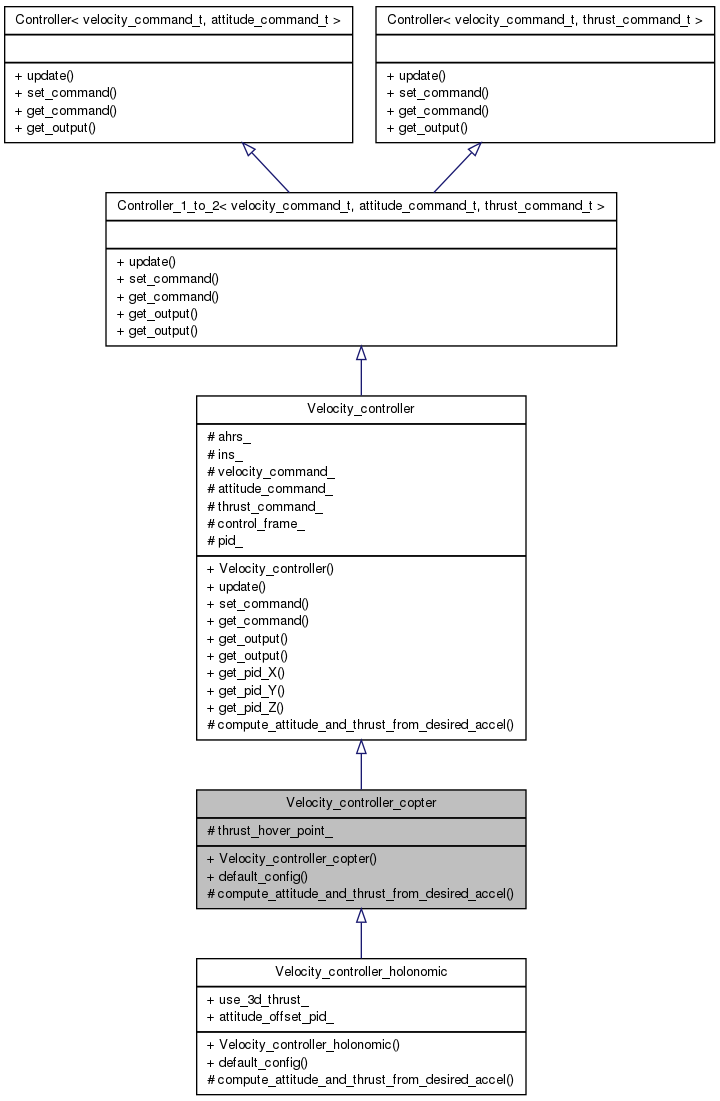 Controller< velocity_command_t, attitude_command_t >
+ update()
+ set_command()
+ get_command()
+ get_output()
Controller< velocity_command_t, thrust_command_t >
+ update()
+ set_command()
+ get_command()
+ get_output()
Controller_1_to_2< velocity_command_t, attitude_command_t, thrust_command_t >
+ update()
+ set_command()
+ get_command()
+ get_output()
+ get_output()
Velocity_controller
# ahrs_
# ins_
# velocity_command_
# attitude_command_
# thrust_command_
# control_frame_
# pid_
+ Velocity_controller()
+ update()
+ set_command()
+ get_command()
+ get_output()
+ get_output()
+ get_pid_X()
+ get_pid_Y()
+ get_pid_Z()
# compute_attitude_and_thrust_from_desired_accel()
Velocity_controller_copter
# thrust_hover_point_
+ Velocity_controller_copter()
+ default_config()
# compute_attitude_and_thrust_from_desired_accel()
Velocity_controller_holonomic
+ use_3d_thrust_
+ attitude_offset_pid_
+ Velocity_controller_holonomic()
+ default_config()
# compute_attitude_and_thrust_from_desired_accel()